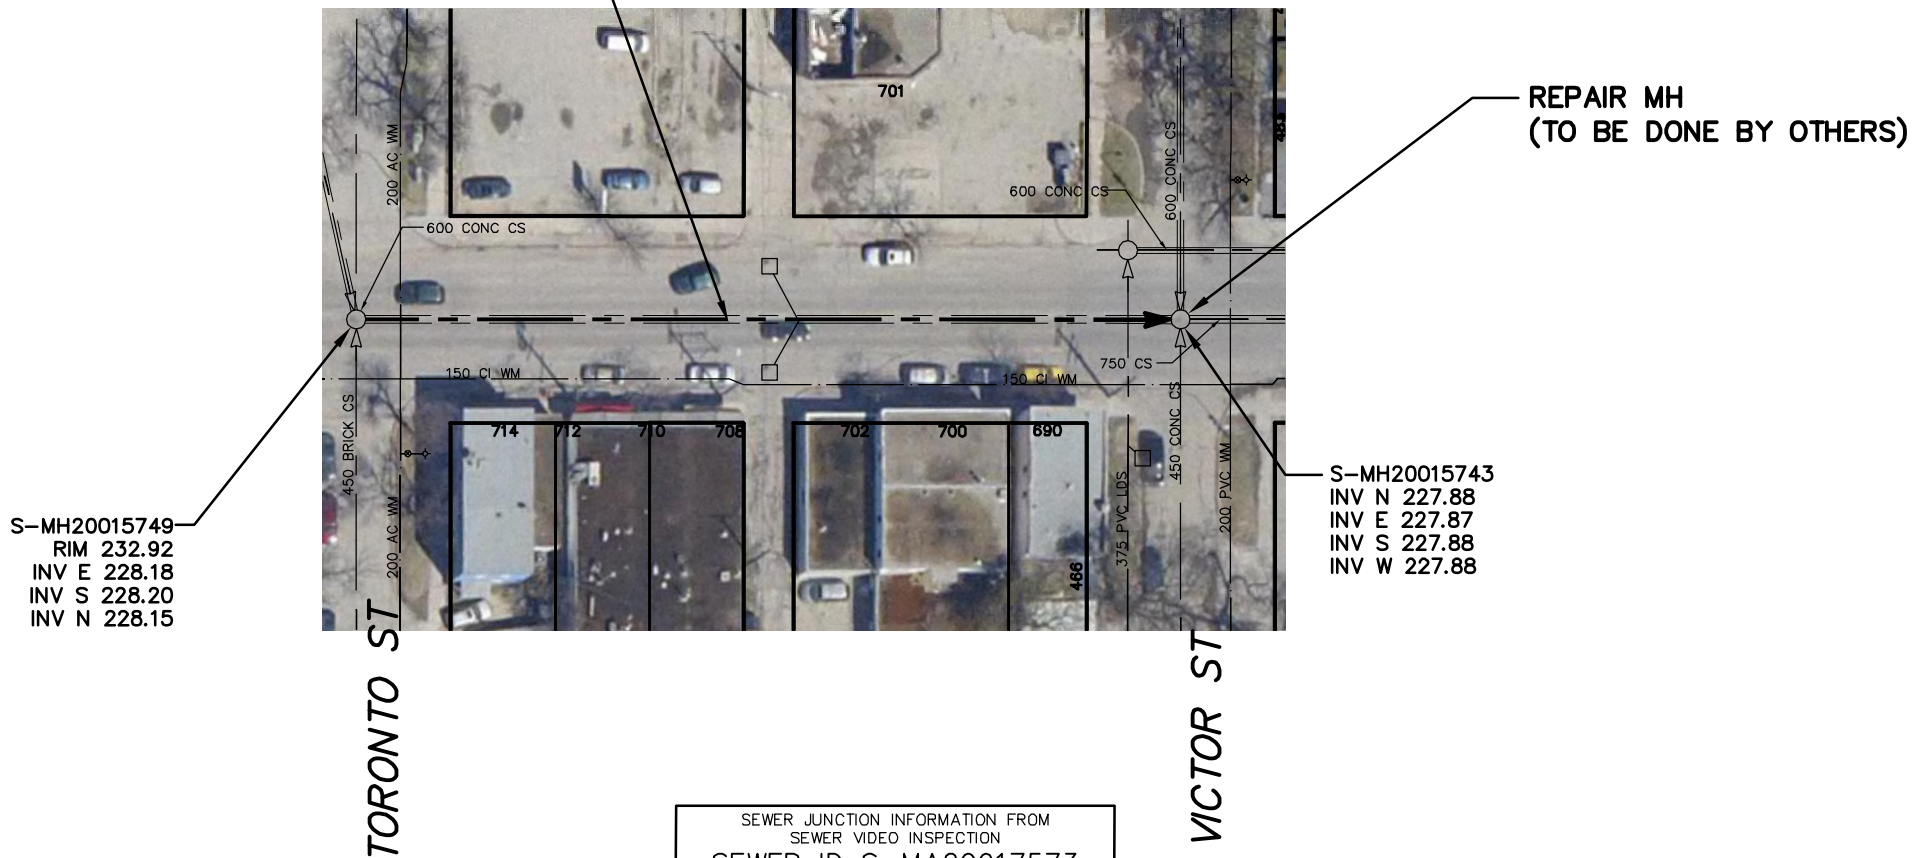 701
REPAIR MH
(TO BE DONE BY OTHERS)
200 AC WM
600 CONC CS
600 CONC CS
600 CONC CS
750 CS
150 CI WM
150 CI WM
450 BRICK CS
200 AC WM
714
712
710
708
702
700
690
466
375 PVC LDS
450 CONC CS
200 PVC WM
S-MH20015749
RIM 232.92
INV E 228.18
INV S 228.20
INV N 228.15
S-MH20015743
INV N 227.88
INV E 227.87
INV S 227.88
INV W 227.88
TORONTO ST
VICTOR ST
SEWER JUNCTION INFORMATION FROM
SEWER VIDEO INSPECTION
SEWER ID S-MA20017573